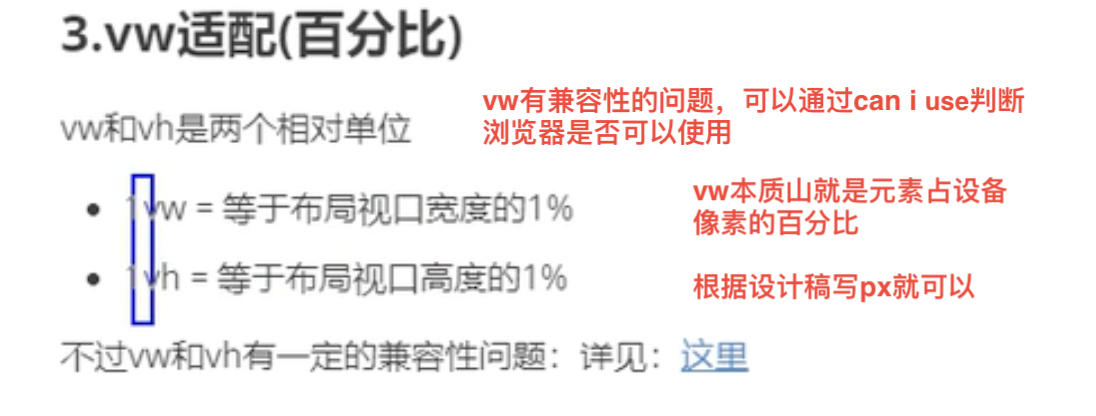 3.vw适配(百分比)
vw有兼容性的问题，可以通过can i use判断
浏览器是否可以使用
vw和vh是两个相对单位
1vw = 等于布局视口宽度的1%
vw本质山就是元素占设备
像素的百分比
1vh = 等于布局视口高度的1%
根据设计稿写px就可以
不过vw和vh有一定的兼容性问题：详见：这里